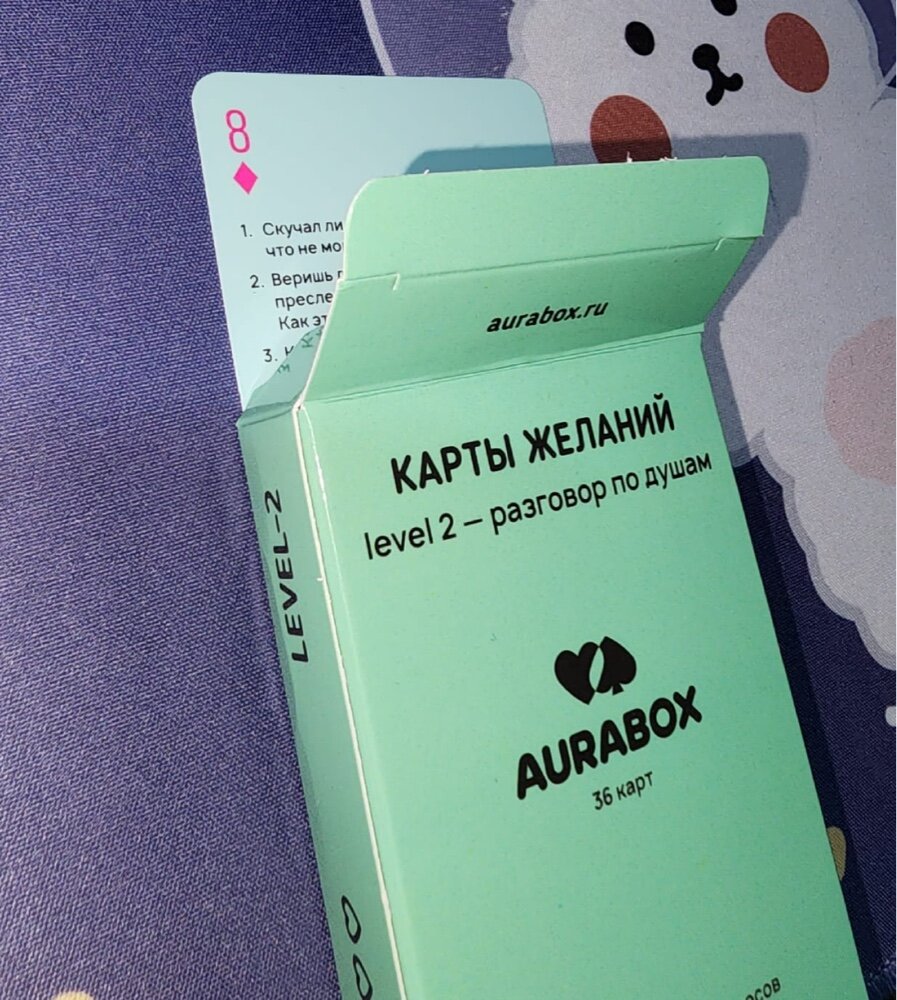 8
1. Скучал ли
что не мо
2. Веришь
пресле
Как эт
3.
aurabox.ru
КАРТЫ ЖЕЛАНИЙ
level 2 — разговор по душам
LEVEL-2
AURABOX
36 карт